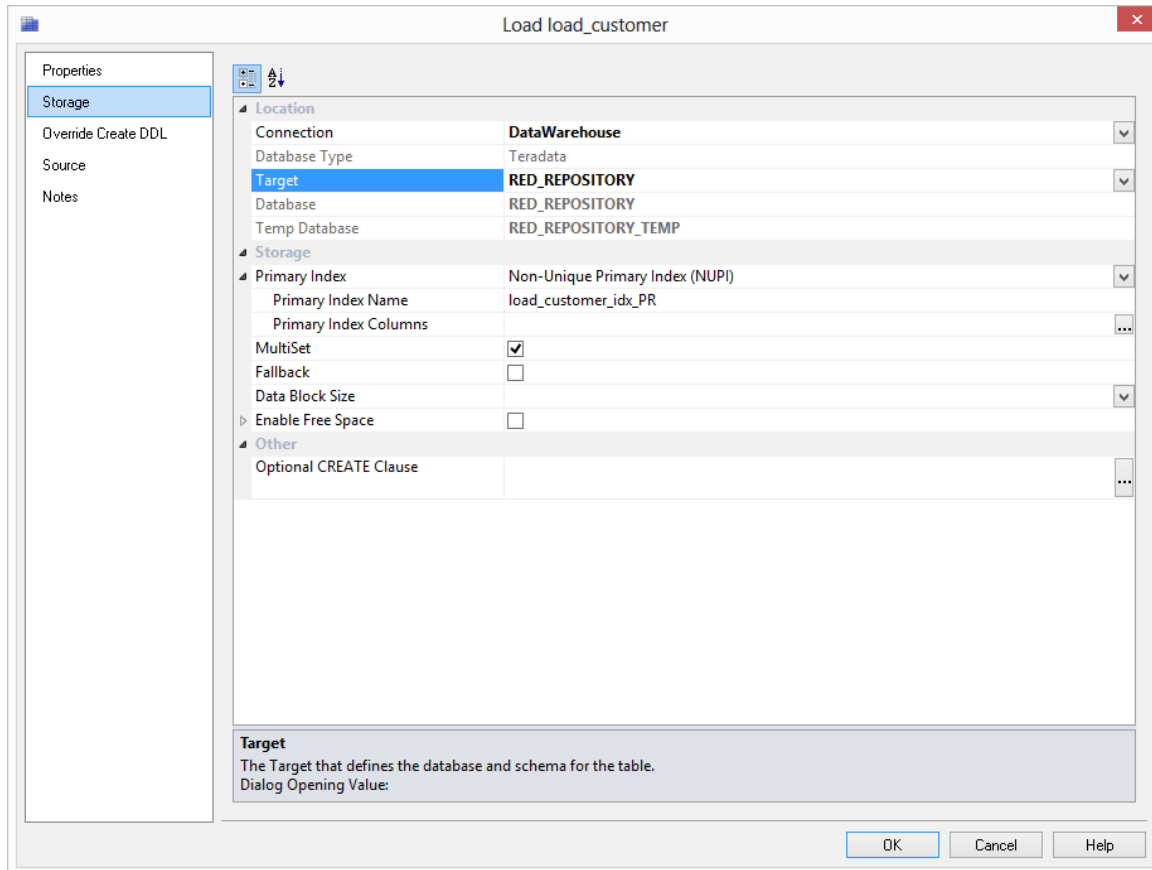 Load load_customer
Properties
Storage
Override Create DDL
Source
Notes
A
Z
Location
Connection DataWarehouse
Database Type Teradata
Target RED_REPOSITORY
Database RED_REPOSITORY
Temp Database RED_REPOSITORY_TEMP
Storage
Primary Index Non-Unique Primary Index (NUPI)
Primary Index Name load_customer_idx_PR
Primary Index Columns ...
MultiSet
Fallback
Data Block Size
Enable Free Space
Other
Optional CREATE Clause ...
Target
The Target that defines the database and schema for the table.
Dialog Opening Value:
OK Cancel Help